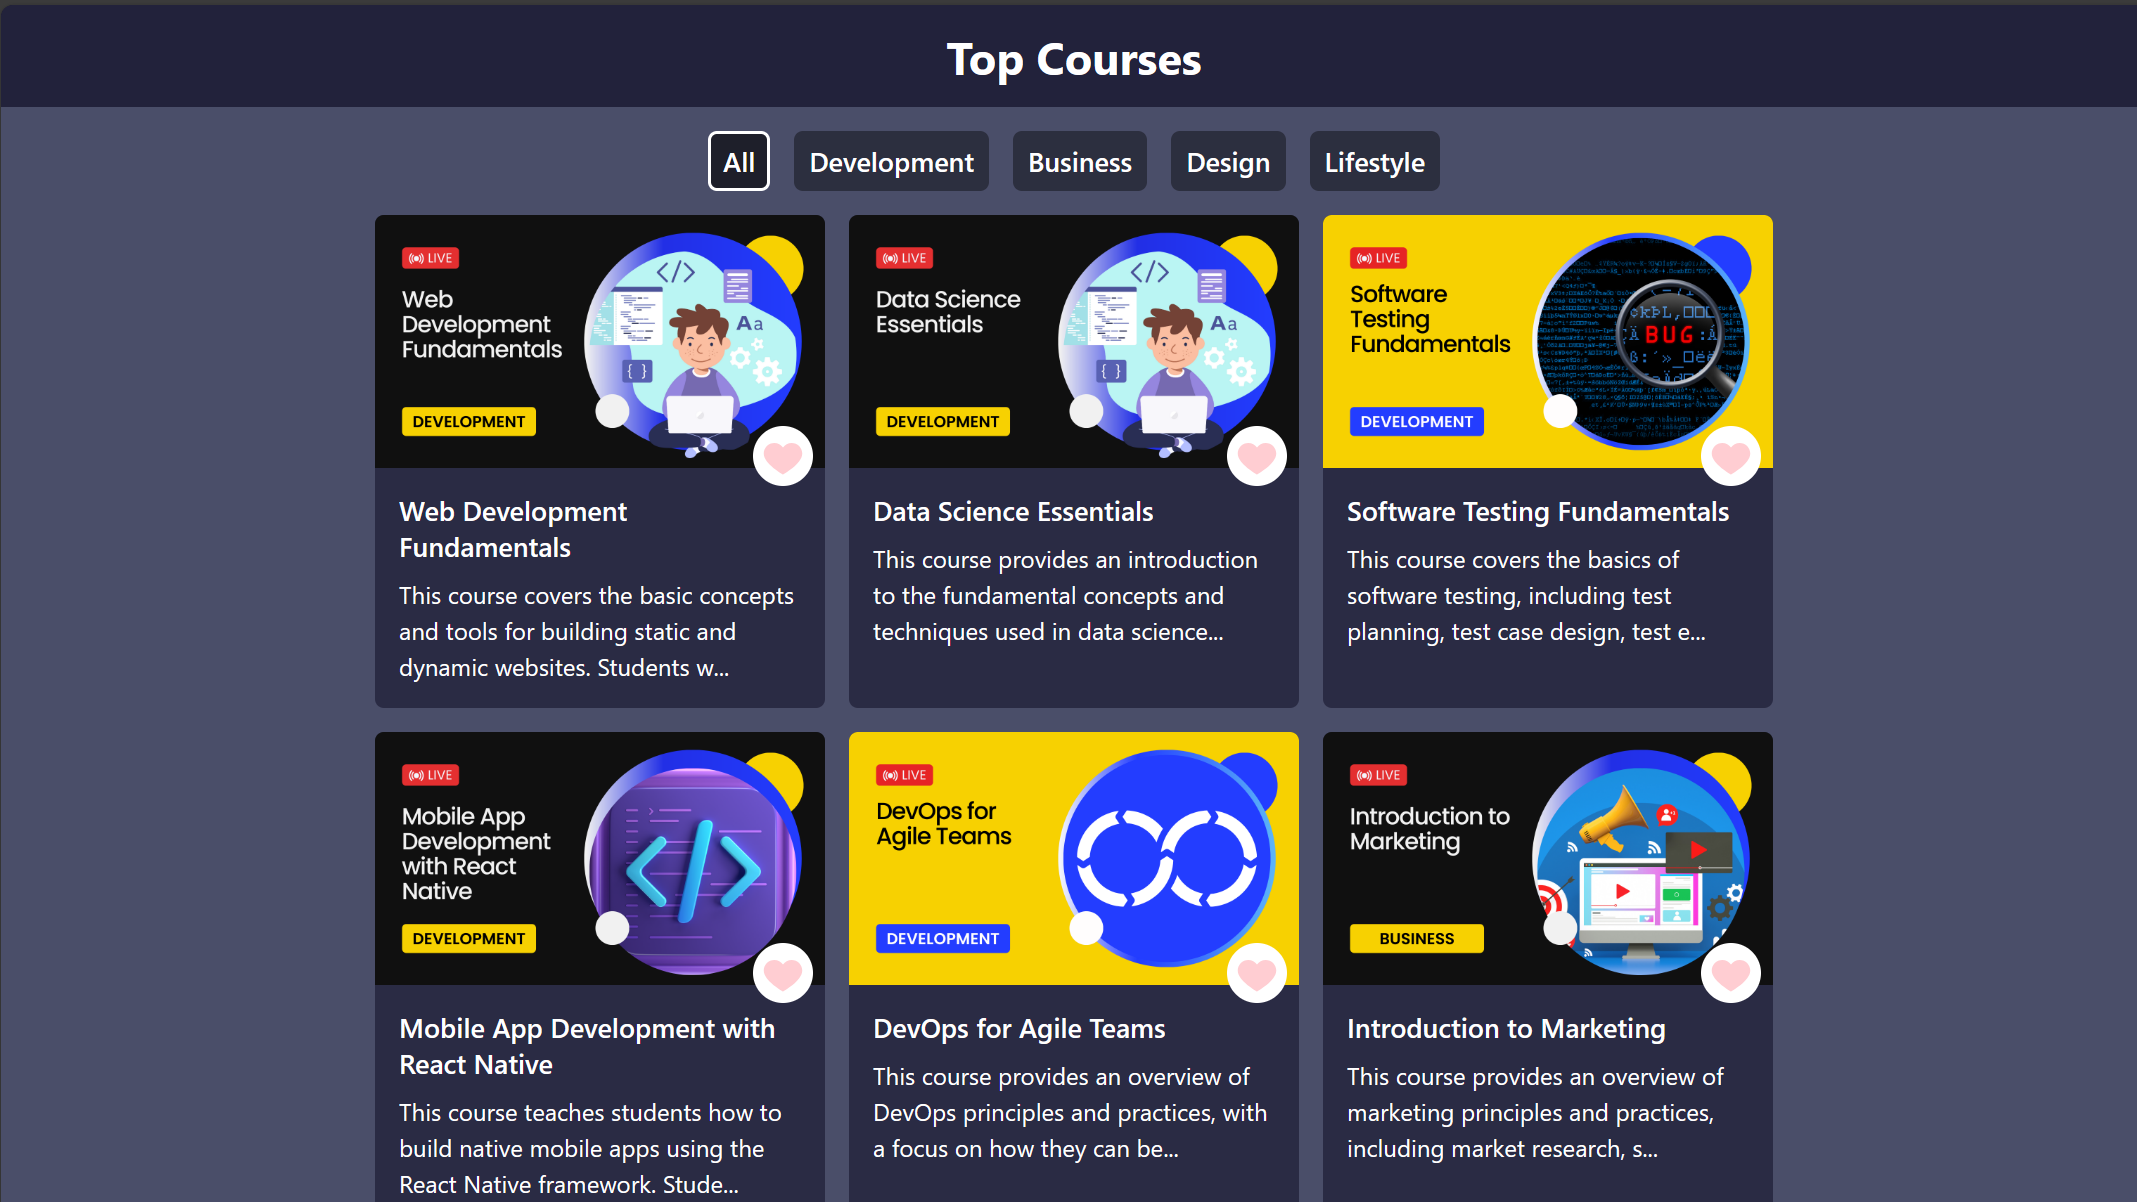 Top Courses
All
Development
Business
Design
Lifestyle
LIVE
Web
Development
Fundamentals
Aa
DEVELOPMENT
Web Development
Fundamentals
This course covers the basic concepts
and tools for building static and
dynamic websites. Students w...
LIVE
Data Science
Essentials
Aa
DEVELOPMENT
Data Science Essentials
This course provides an introduction
to the fundamental concepts and
techniques used in data science...
LIVE
Software
Testing
Fundamentals
BUG
DEVELOPMENT
Software Testing Fundamentals
This course covers the basics of
software testing, including test
planning, test case design, test e...
LIVE
Mobile App
Development
with React
Native
DEVELOPMENT
Mobile App Development with
React Native
This course teaches students how to
build native mobile apps using the
React Native framework. Stude...
LIVE
DevOps for
Agile Teams
DEVELOPMENT
DevOps for Agile Teams
This course provides an overview of
DevOps principles and practices, with
a focus on how they can be...
LIVE
Introduction to
Marketing
BUSINESS
Introduction to Marketing
This course provides an overview of
marketing principles and practices,
including market research, s...